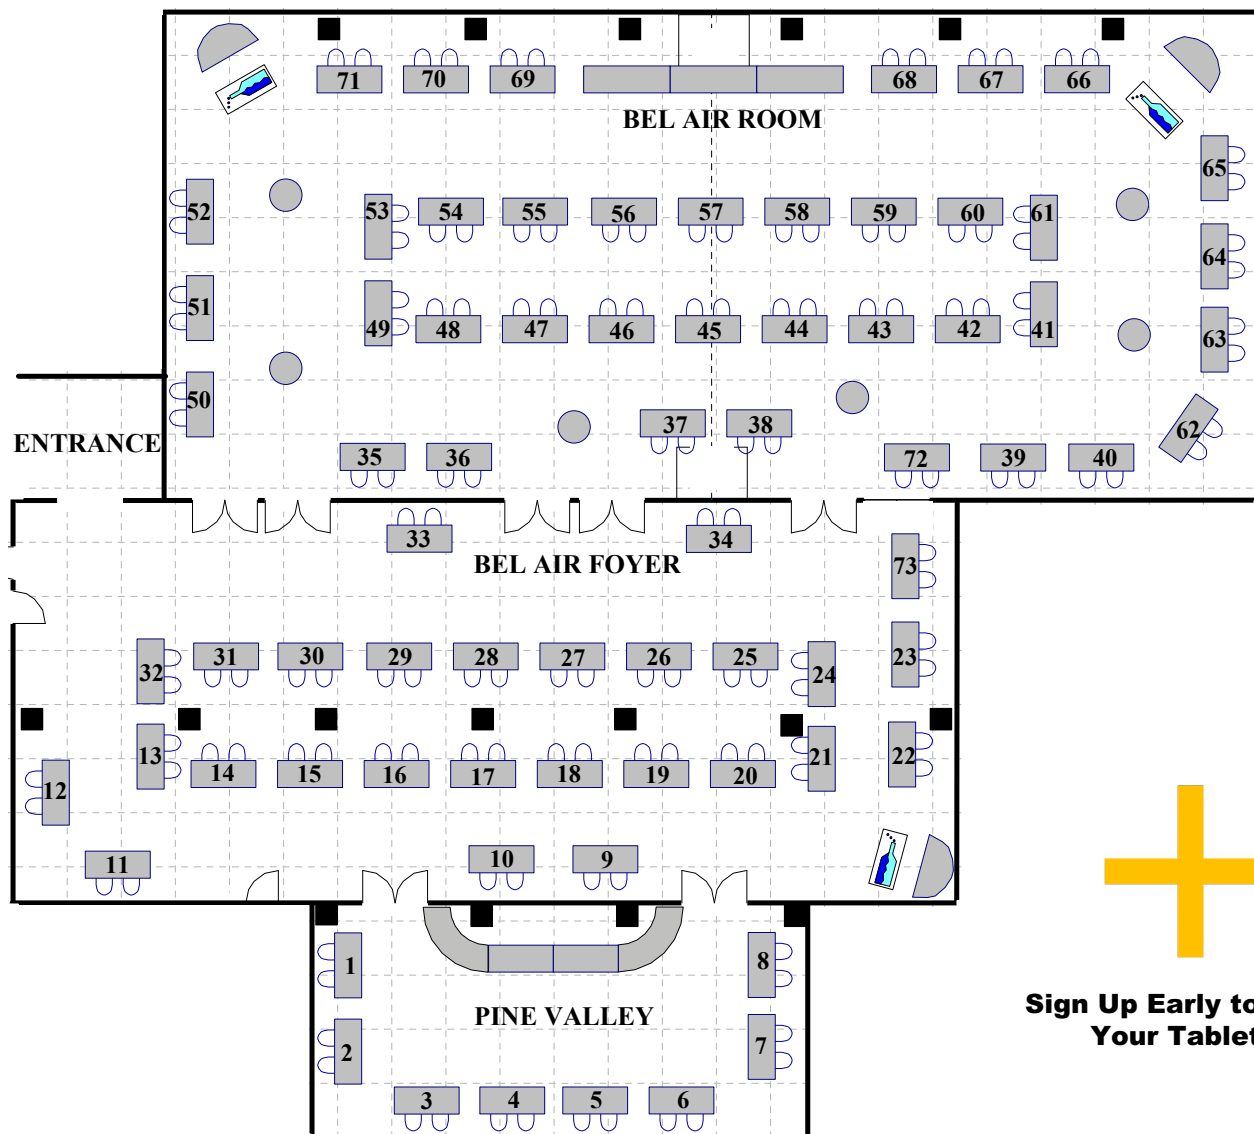 71 70 69 68 67 66
BEL AIR ROOM
65
52 53 54 55 56 57 58 59 60 61
64
51 49 48 47 46 45 44 43 42 41 63
50 37 38 62
ENTRANCE
35 36 72 39 40
33 34
BEL AIR FOYER 73
32 31 30 29 28 27 26 25 24 23
13 14 15 16 17 18 19 20 21 22
12
11 10 9
1 8
PINE VALLEY
2 7
3 4 5 6
Sign Up Early to
Your Tablet